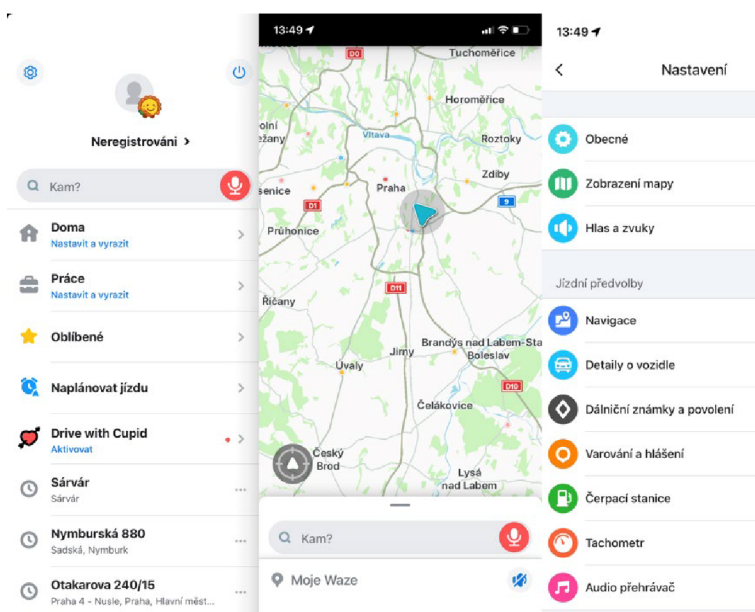 Neregistrováni >
Kam?
Doma
Nastavit a vyrazit
Práce
Nastavit a vyrazit
Oblíbené
Naplánovat jízdu
Drive with Cupid
Aktivovat
Sárvár
Sárvár
Nymburská 880
Sadská, Nymburk
Otakarova 240/15
Praha 4 - Nusle, Praha, Hlavní měst...
13:49
D0
Tuchoměřice
Horoměřice
Vltava
Roztoky
Zdiby
Praha
senice
D1
9
Průhonice
D11
Říčany
Brandýs nad Labem-Sta
Boleslav
Jirny
Úvaly
D10
Čelákovice
Český
Brod
Lysá
nad Labem
Kam?
Moje Waze
13:49
Nastavení
Obecné
Zobrazení mapy
Hlas a zvuky
Jízdní předvolby
Navigace
Detaily o vozidle
Dálniční známky a povolení
Varování a hlášení
Čerpací stanice
Tachometr
Audio přehrávač